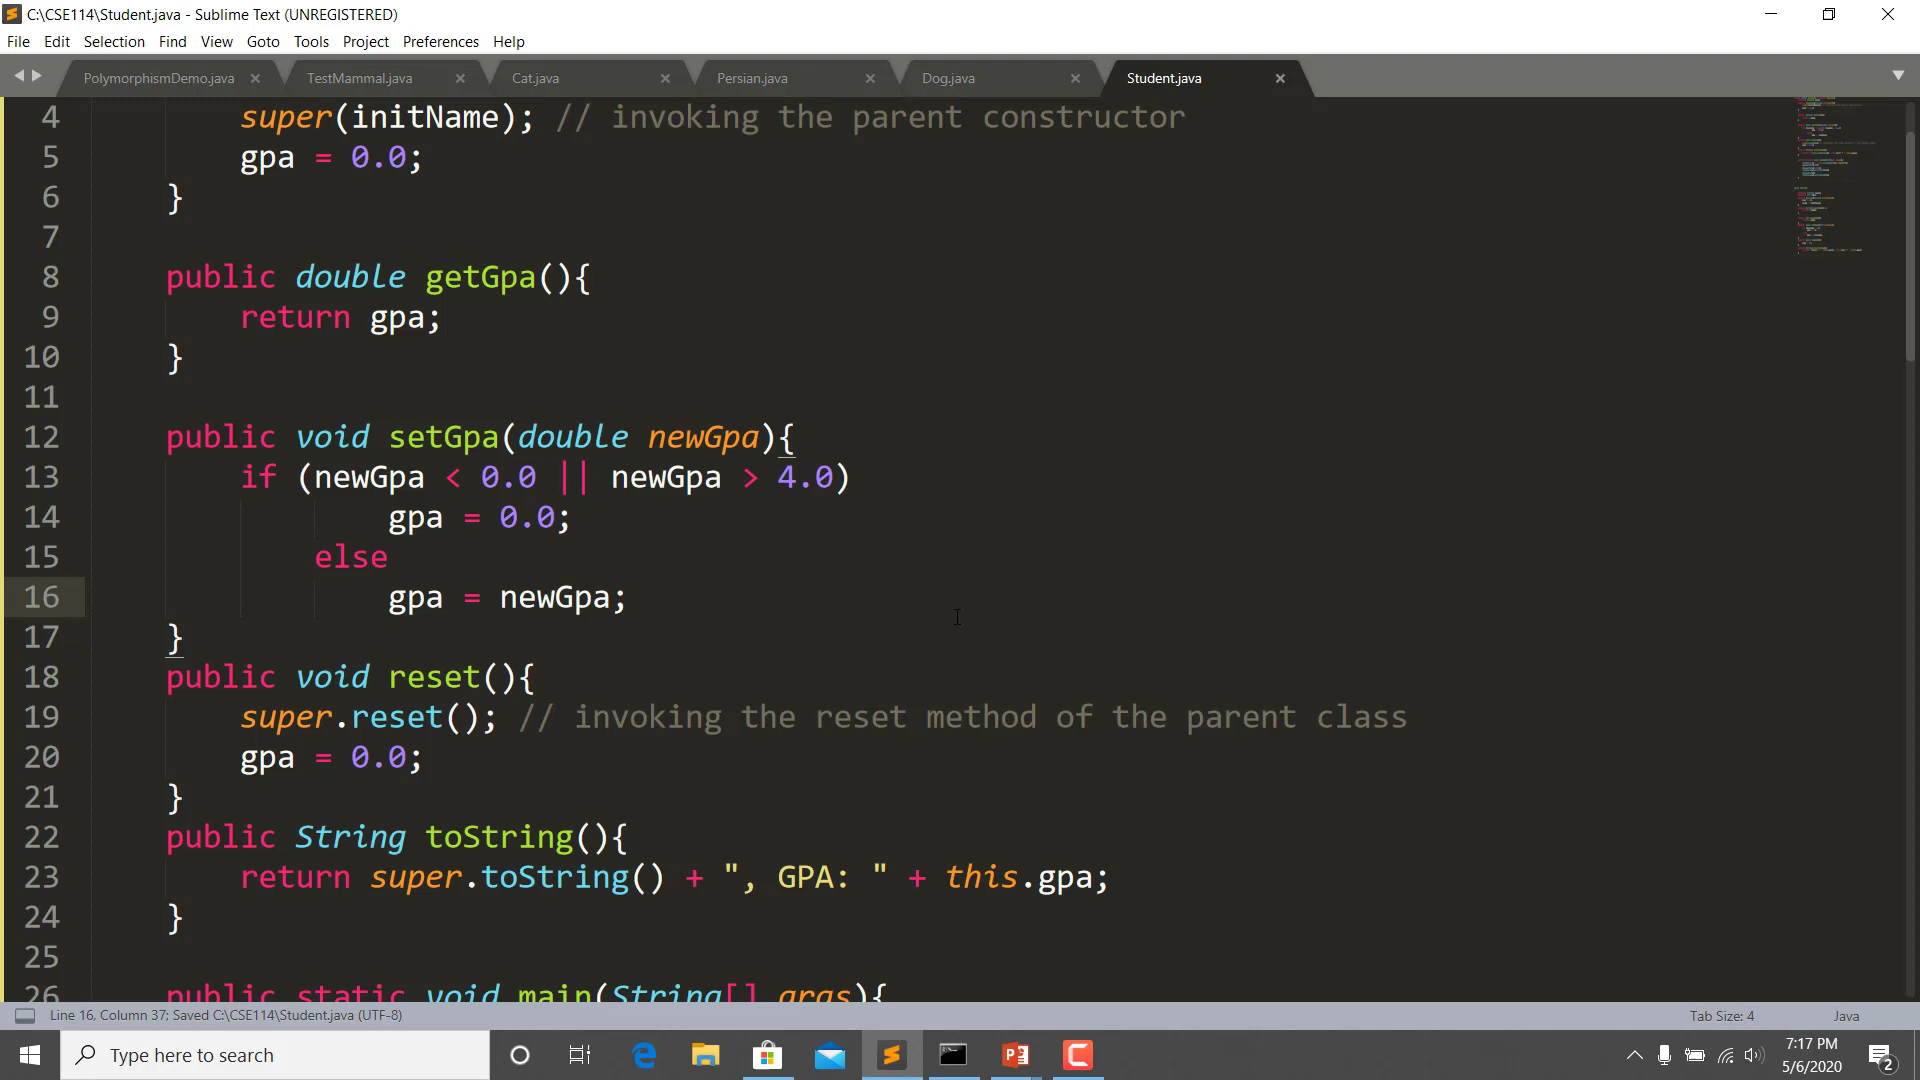 C:\CSE114\Student.java - Sublime Text (UNREGISTERED)
File Edit Selection Find View Goto Tools Project Preferences Help
PolymorphismDemo.java TestMammal.java Cat.java Persian.java Dog.java Student.java
4 super(initName); // invoking the parent constructor
5 gpa = 0.0;
6 }
7
8 public double getGpa(){
9 return gpa;
10 }
11
12 public void setGpa(double newGpa){
13 if (newGpa < 0.0 || newGpa > 4.0)
14 gpa = 0.0;
15 else
16 gpa = newGpa;
17 }
18 public void reset(){
19 super.reset(); // invoking the reset method of the parent class
20 gpa = 0.0;
21 }
22 public String toString(){
23 return super.toString() + ", GPA: " + this.gpa;
24 }
25
26 public static void main(String[] args){
Line 16, Column 37; Saved C:\CSE114\Student.java (UTF-8) Tab Size: 4 Java
Type here to search
7:17 PM
5/6/2020
2